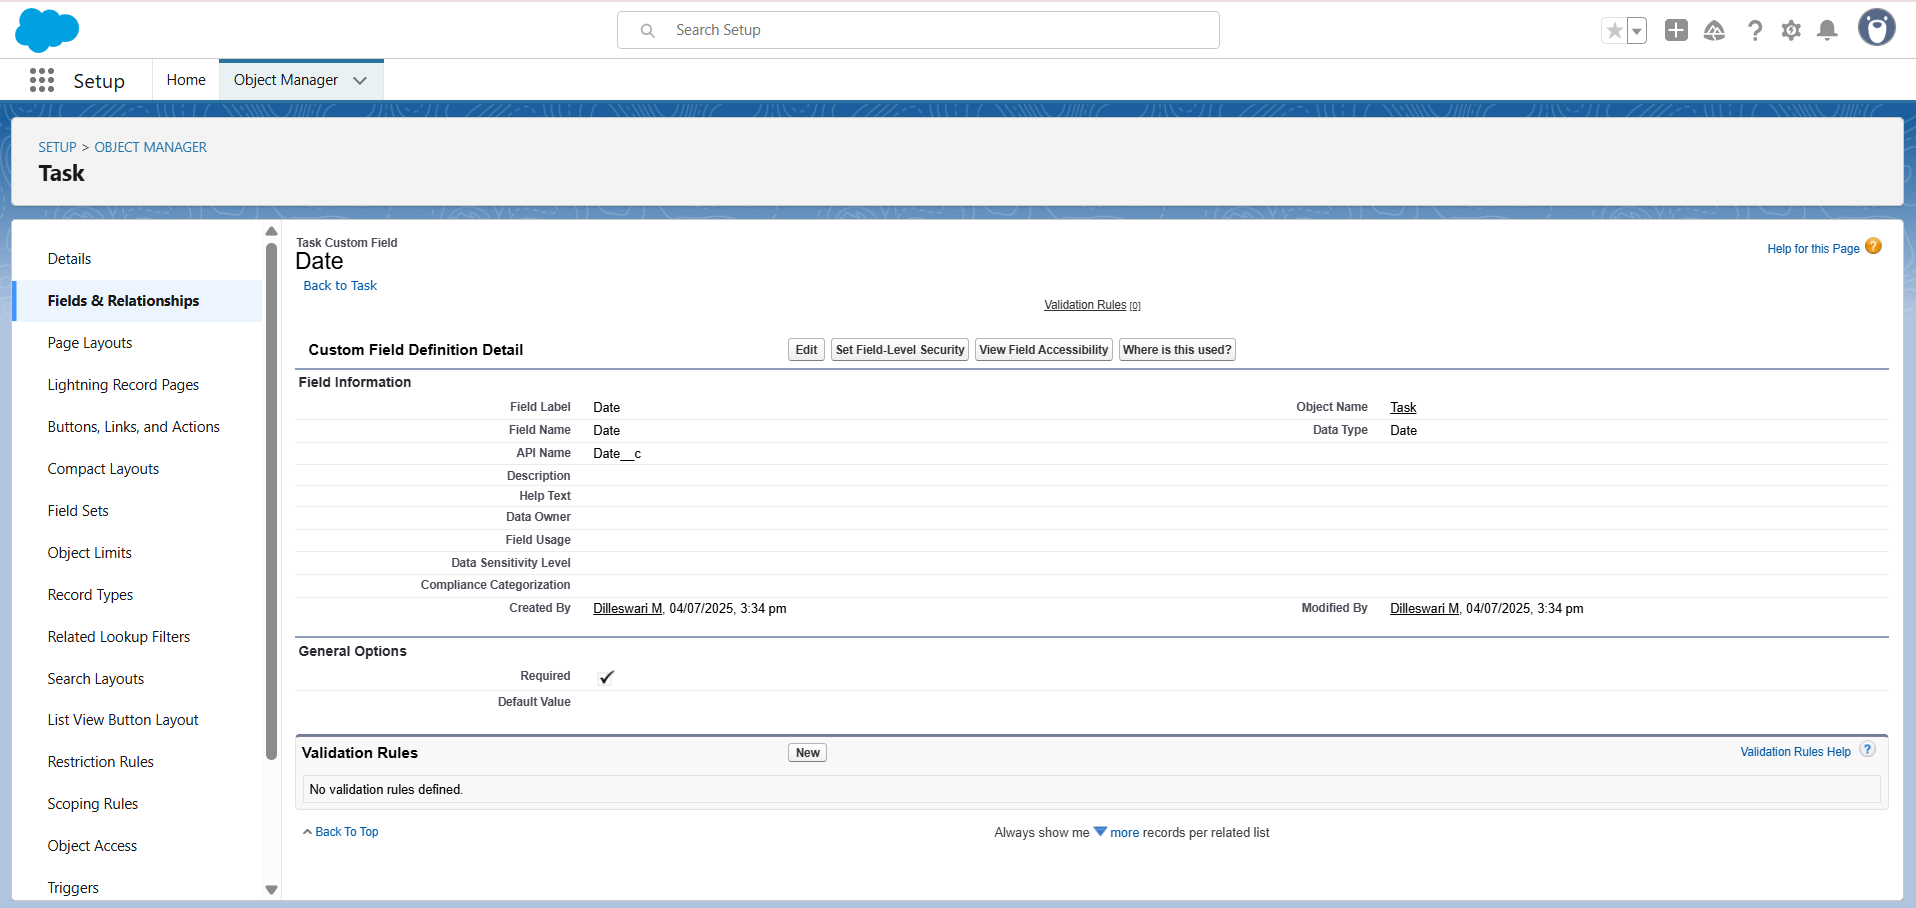 Search Setup
Setup
Home
Object Manager
SETUP > OBJECT MANAGER
Task
Details
Fields & Relationships
Page Layouts
Lightning Record Pages
Buttons, Links, and Actions
Compact Layouts
Field Sets
Object Limits
Record Types
Related Lookup Filters
Search Layouts
List View Button Layout
Restriction Rules
Scoping Rules
Object Access
Triggers
Task Custom Field
Date
Back to Task
Help for this Page ?
Validation Rules [0]
Custom Field Definition Detail
Edit
Set Field-Level Security
View Field Accessibility
Where is this used?
Field Information
Field Label Date Object Name Task
Field Name Date Data Type Date
API Name Date__c
Description
Help Text
Data Owner
Field Usage
Data Sensitivity Level
Compliance Categorization
Created By Dilleswari M, 04/07/2025, 3:34 pm Modified By Dilleswari M, 04/07/2025, 3:34 pm
General Options
Required
Default Value
Validation Rules
New
Validation Rules Help ?
No validation rules defined.
Back To Top
Always show me more records per related list